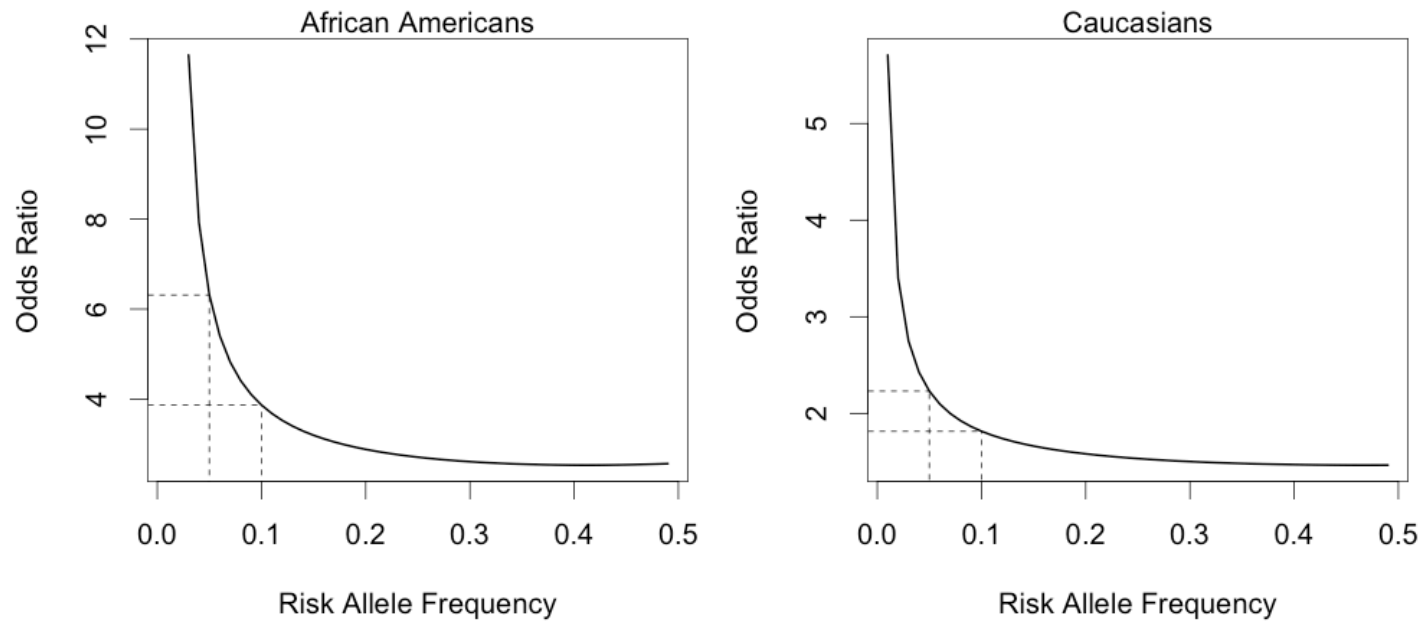 African Americans
Odds Ratio
12
10
8
6
4
0.0 0.1 0.2 0.3 0.4 0.5
Risk Allele Frequency
Caucasians
Odds Ratio
5
4
3
2
0.0 0.1 0.2 0.3 0.4 0.5
Risk Allele Frequency